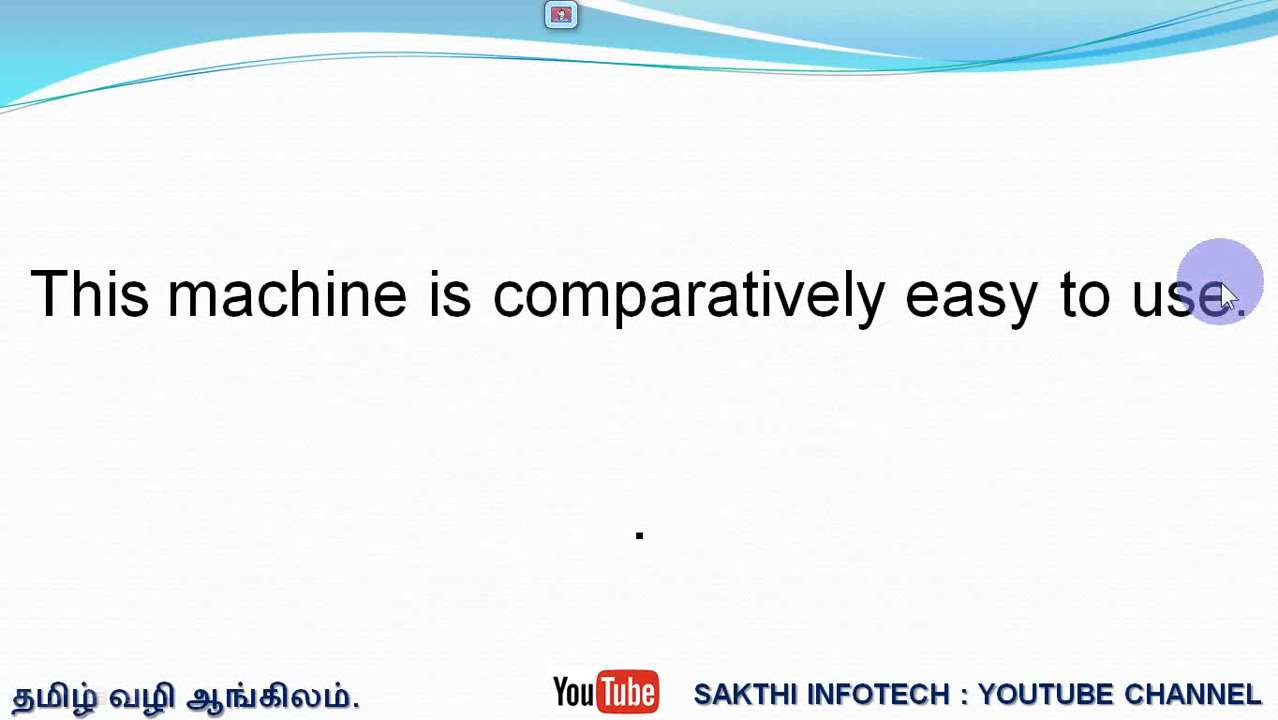 This machine is comparatively easy to use.
.
தமிழ் வழி ஆங்கிலம். YouTube SAKTHI INFOTECH : YOUTUBE CHANNEL